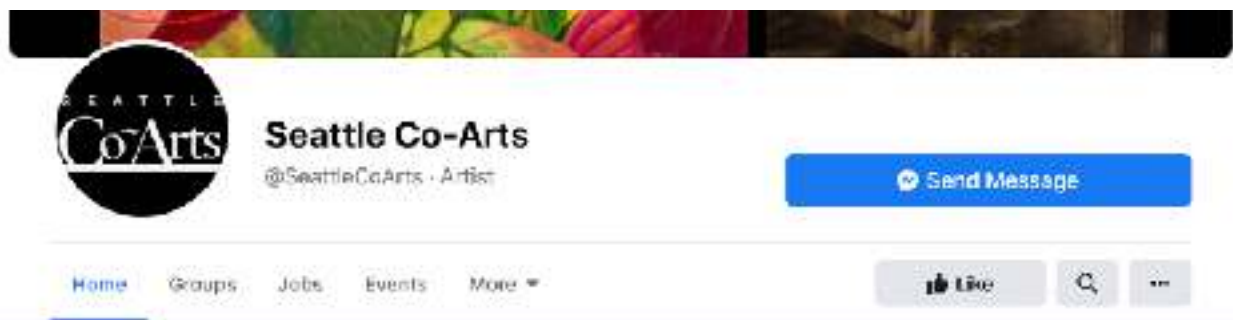 SEATTLE
Co-Arts
Seattle Co-Arts
@SeattleCoArts · Artist
Send Message
Home Groups Jobs Events More
Like